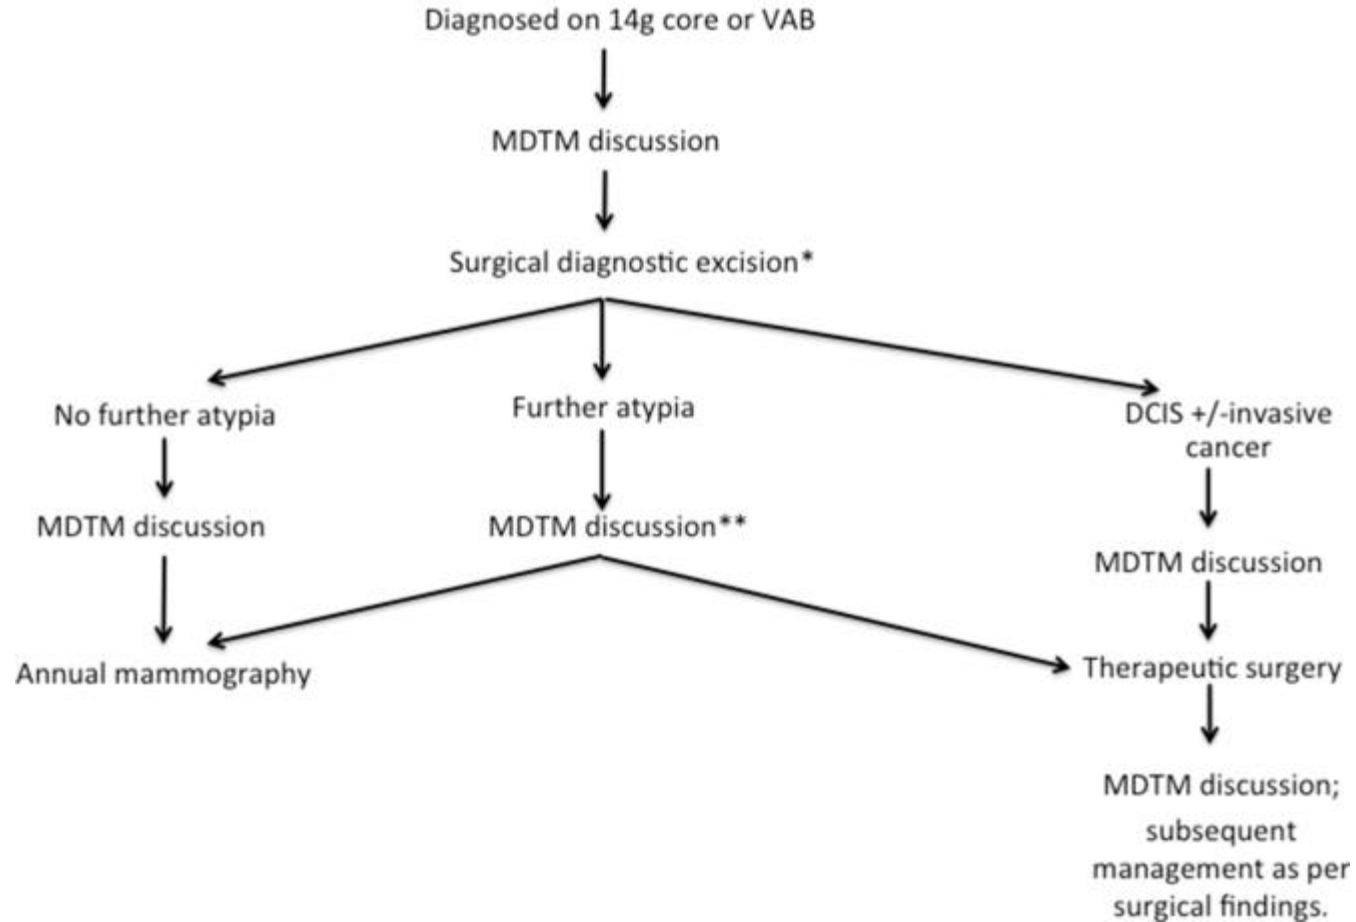 Diagnosed on 14g core or VAB
MDTM discussion
Surgical diagnostic excision*
No further atypia
Further atypia
DCIS +/-invasive
cancer
MDTM discussion
MDTM discussion**
MDTM discussion
Annual mammography
Therapeutic surgery
MDTM discussion;
subsequent
management as per
surgical findings.